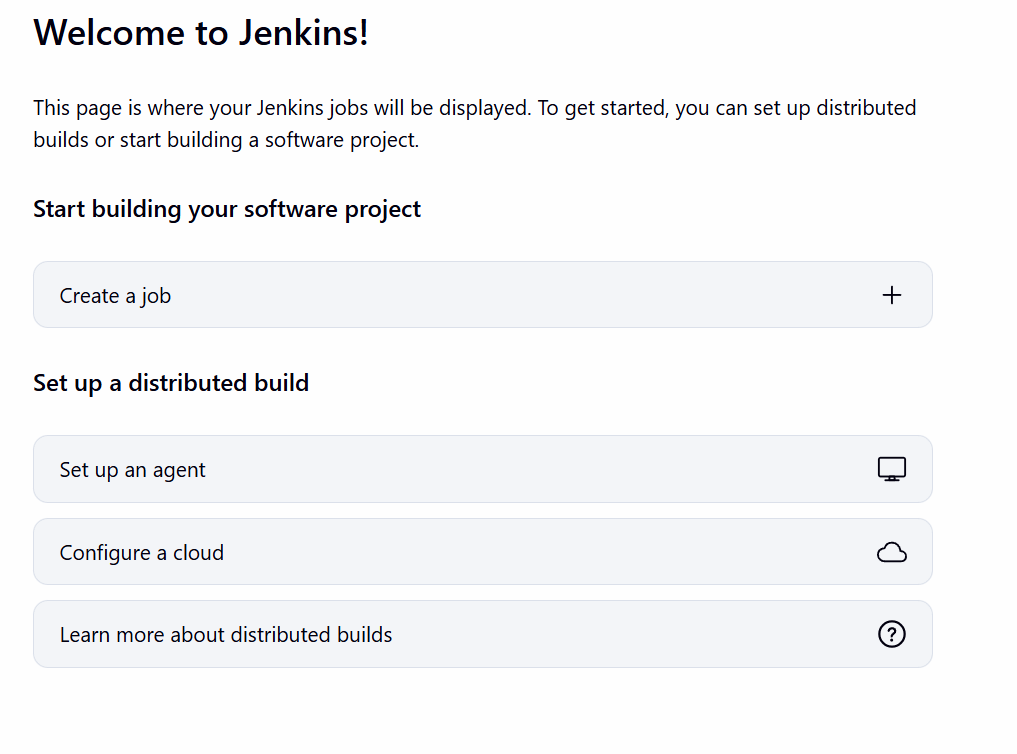 Welcome to Jenkins!
This page is where your Jenkins jobs will be displayed. To get started, you can set up distributed
builds or start building a software project.
Start building your software project
Create a job
Set up a distributed build
Set up an agent
Configure a cloud
Learn more about distributed builds